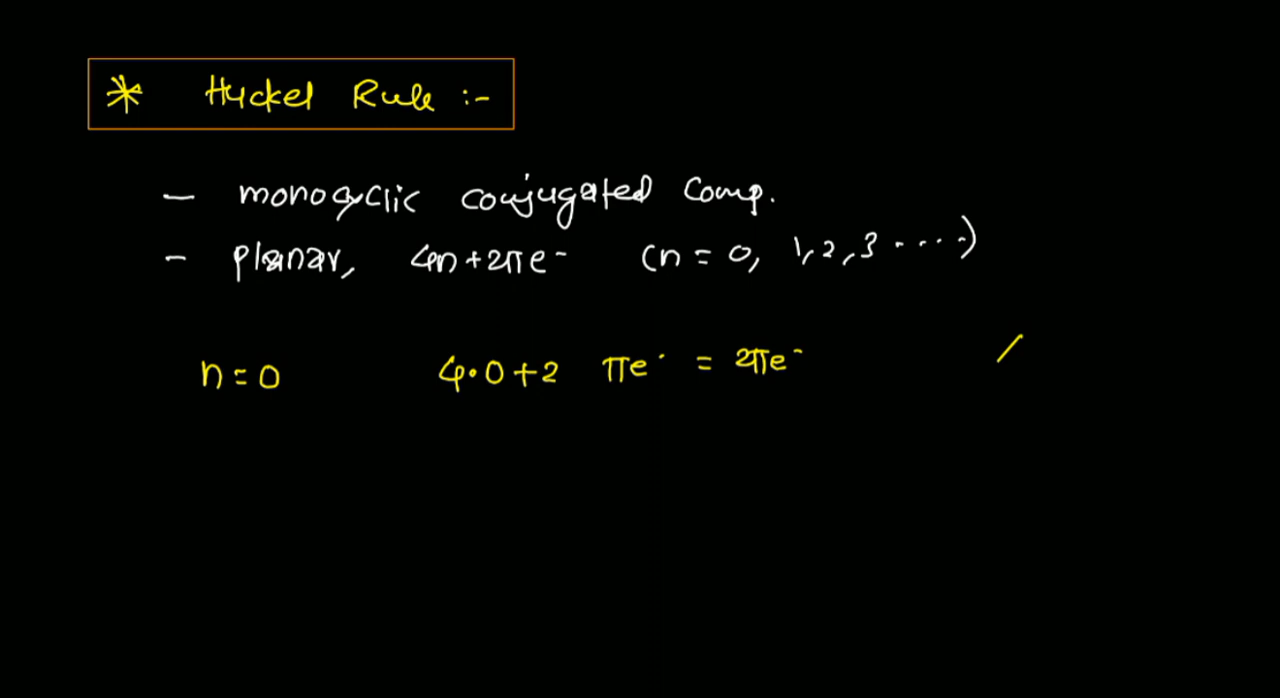 * Huckel Rule :-
- monocyclic conjugated Comp.
- planar, 4n+2πe⁻ (n = 0, 1, 2, 3 ....)
n = 0 4·0+2 πe⁻ = 2πe⁻